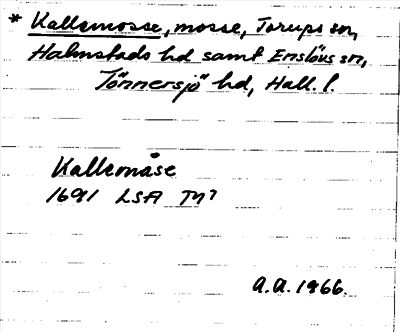 * Kallemosse, mosse, Torups sn,
Halmstads hd samt Enslövs sn,
Tönnersjö hd, Hall. l.
Kallemåse
1691 LSA
A.A. 1966.